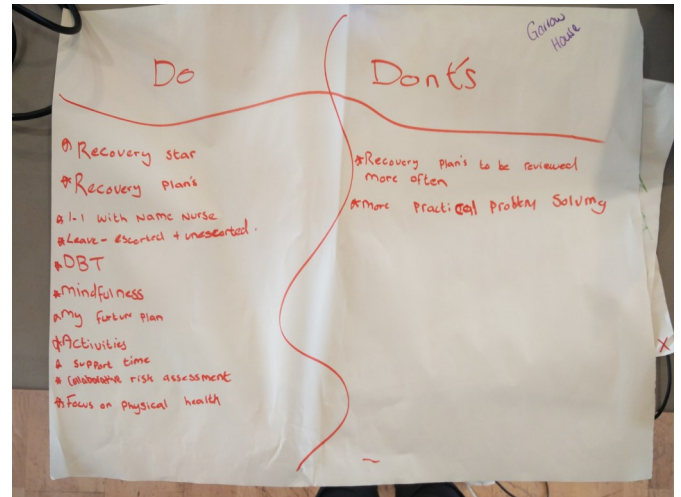 Garrow
House
Do
Dont's
* Recovery star
* Recovery plan's
* 1-1 with Name Nurse
* Leave - escorted + unescorted.
* DBT
* mindfulness
* my future plan
* Activities
* support time
* collaborative risk assessment
* Focus on physical health
* Recovery plan's to be reviewed
more often
* more practical problem solving